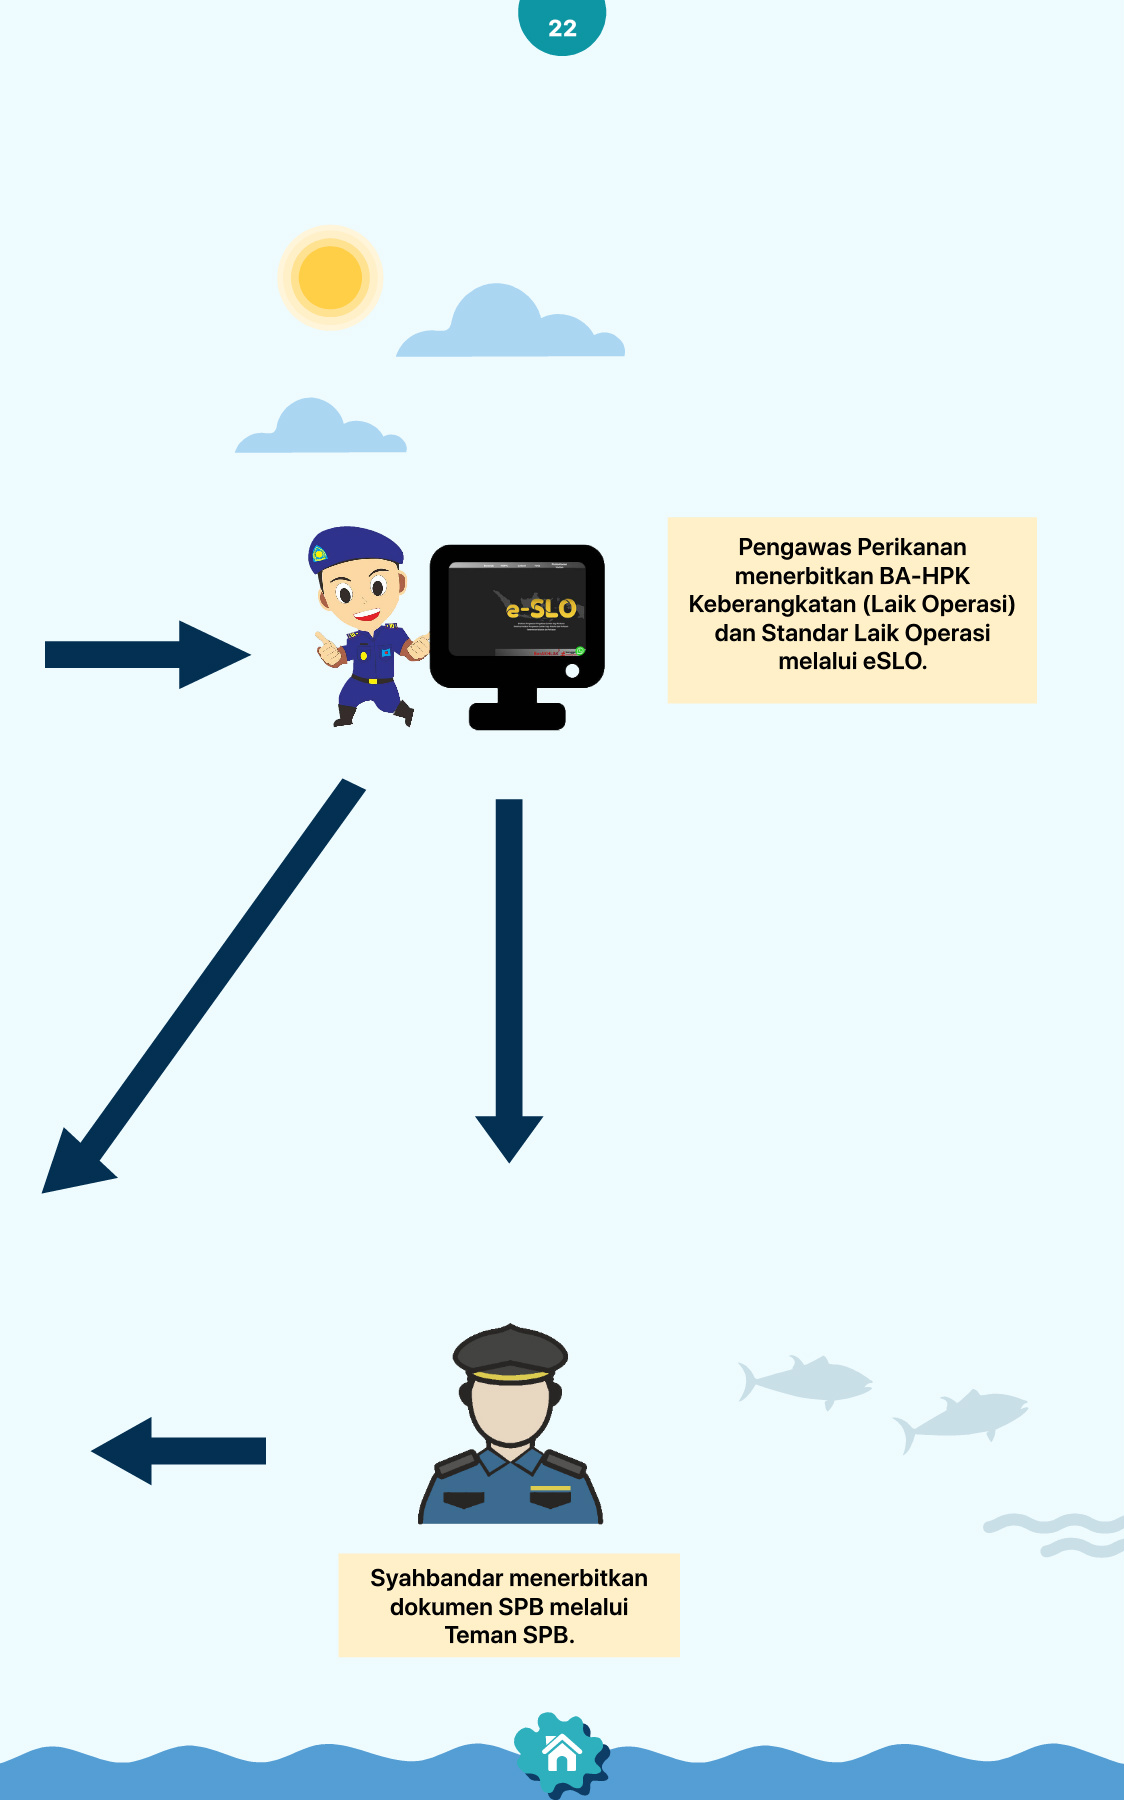 22
e-SLO
Pengawas Perikanan
menerbitkan BA-HPK
Keberangkatan (Laik Operasi)
dan Standar Laik Operasi
melalui eSLO.
Syahbandar menerbitkan
dokumen SPB melalui
Teman SPB.